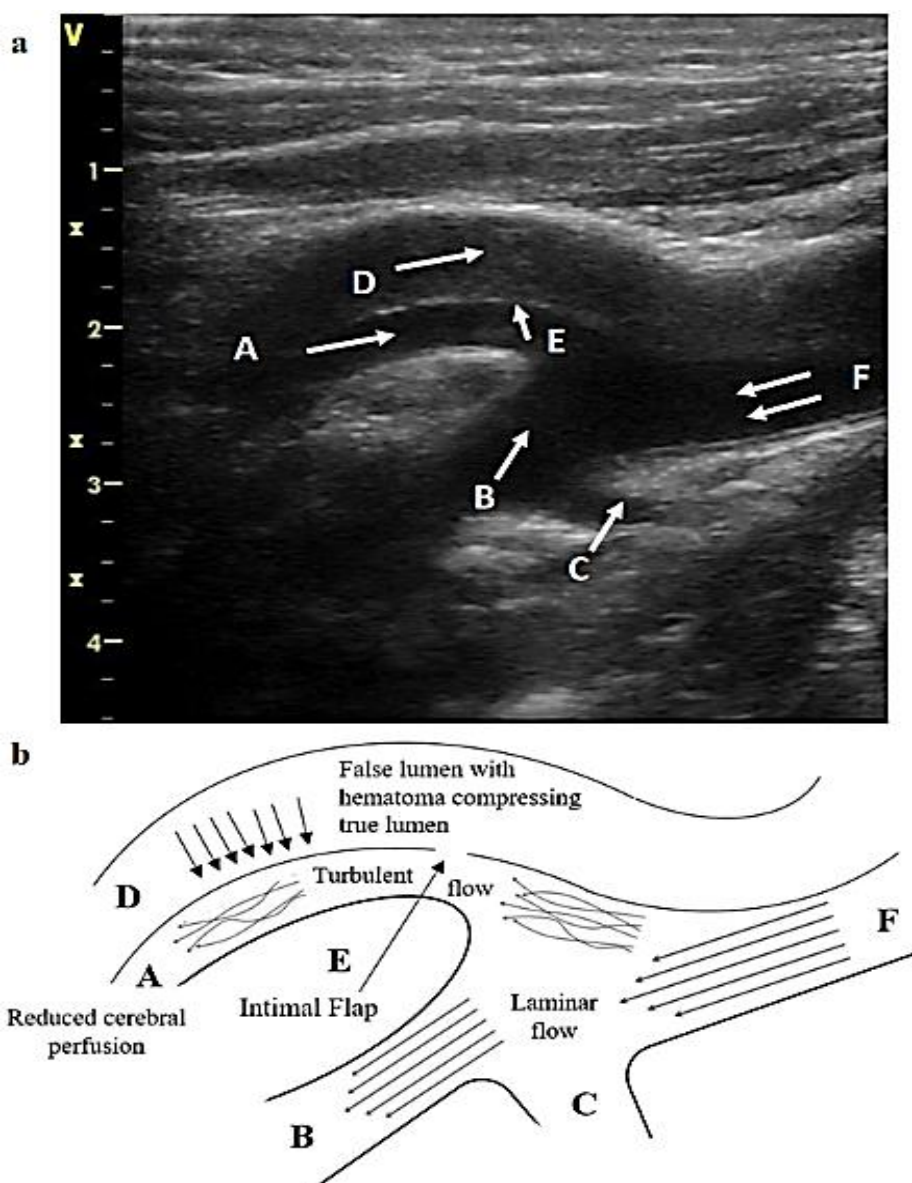 a
V
1
D
2
A
E
F
3
B
C
4
b
False lumen with
hematoma compressing
true lumen
D
Turbulent flow
F
A
E
Reduced cerebral
perfusion
Intimal Flap
Laminar
flow
B
C